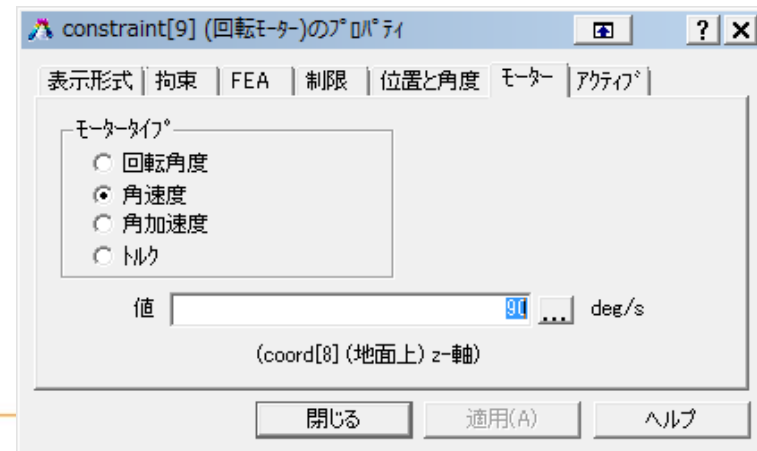 constraint[9] (回転ﾓｰﾀｰ)のﾌﾟﾛﾊﾟﾃｨ
表示形式 拘束 FEA 制限 位置と角度 ﾓｰﾀｰ ｱｸﾃｨﾌﾞ
ﾓｰﾀｰﾀｲﾌﾟ
回転角度
角速度
角加速度
ﾄﾙｸ
値 90 ... deg/s
(coord[8] (地面上) z-軸)
閉じる 適用(A) ヘルプ